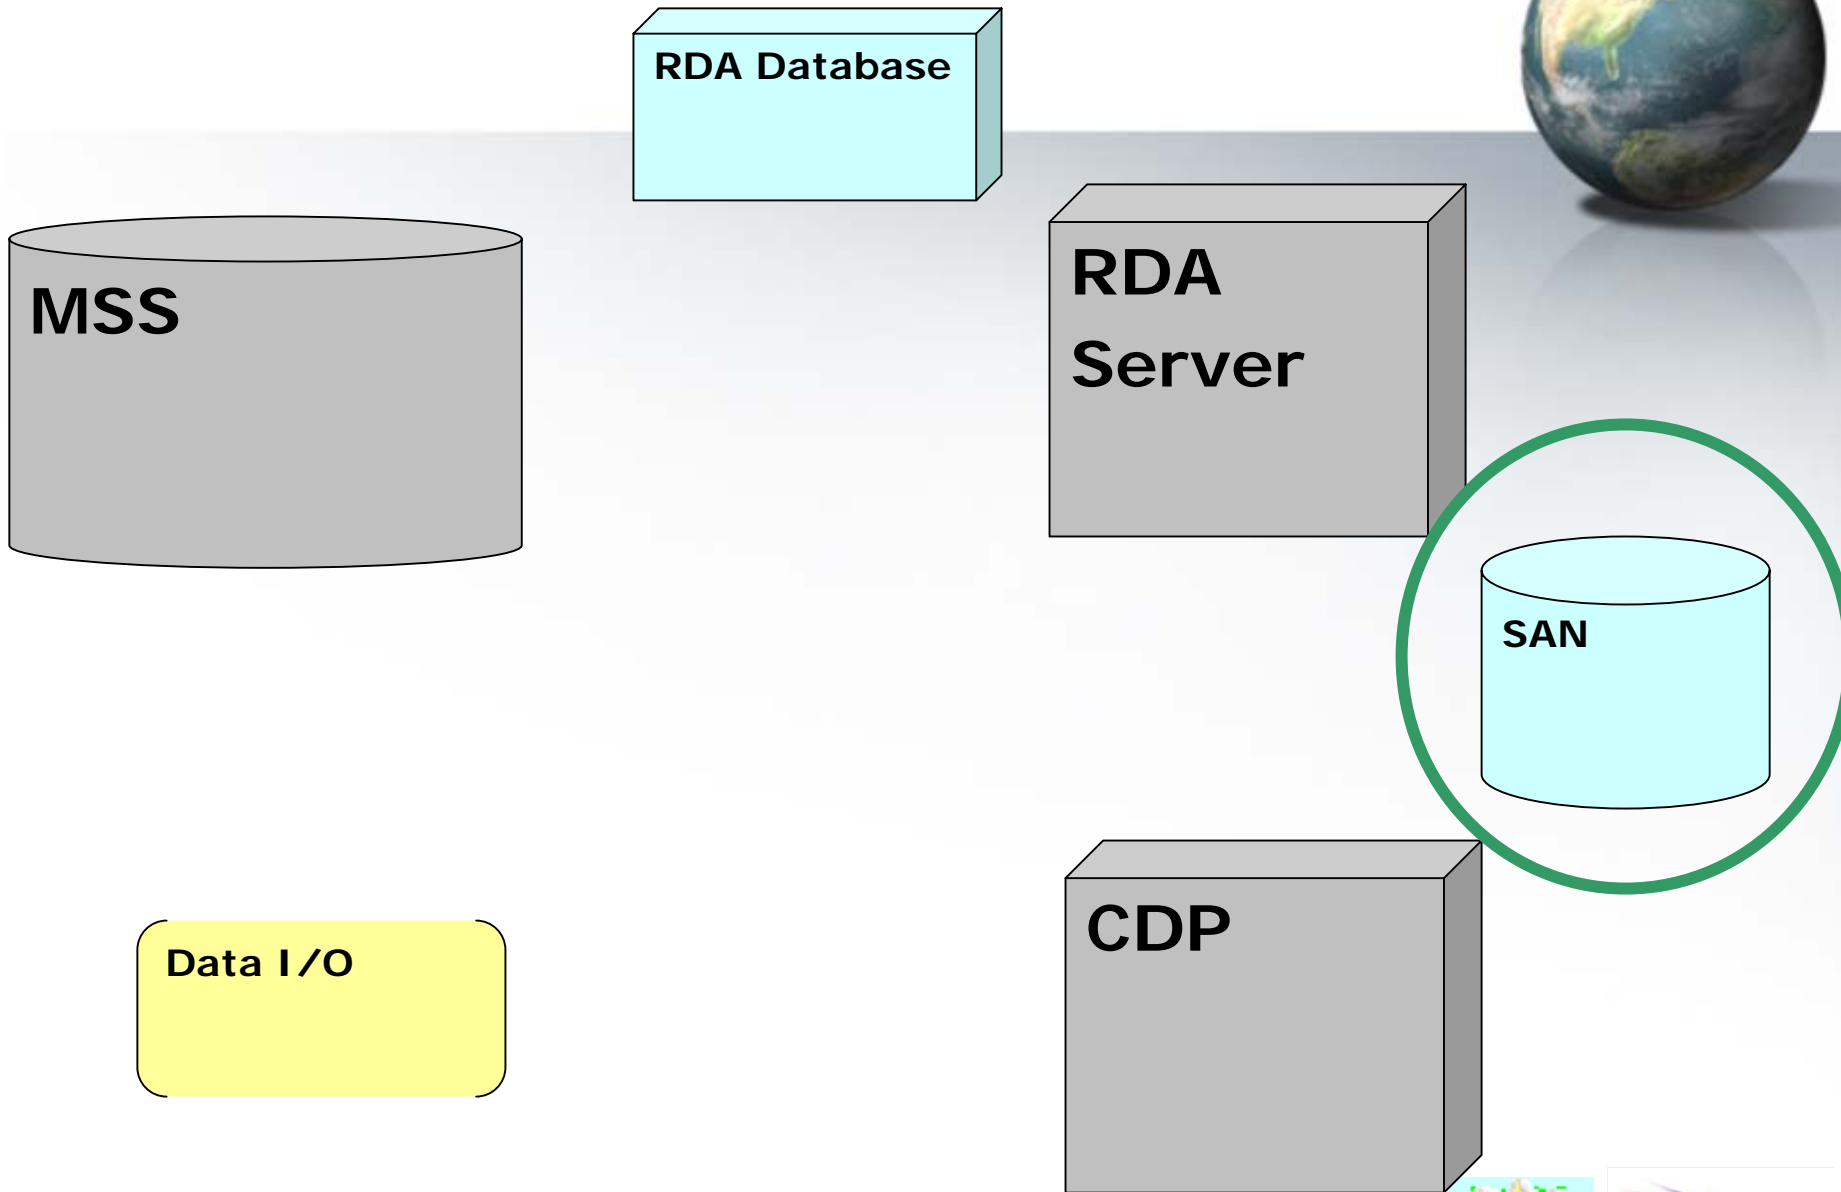 RDA Database
MSS
RDA
Server
SAN
CDP
Data I/O